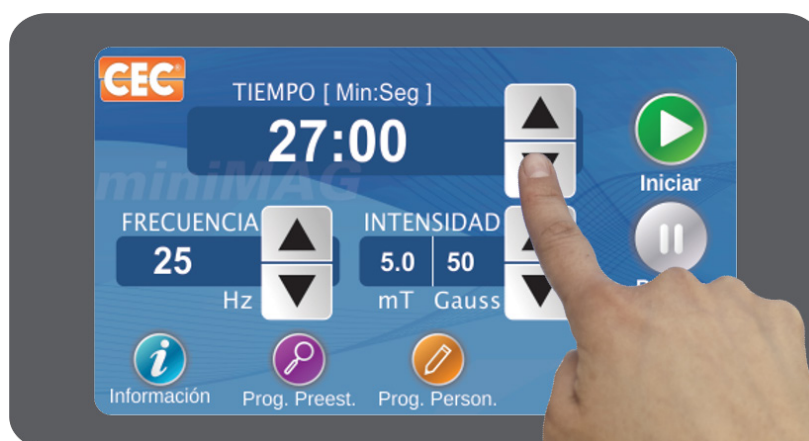 CEC
TIEMPO [ Min:Seg ]
27:00
miniMAG
Iniciar
FRECUENCIA
25
Hz
INTENSIDAD
5.0 50
mT Gauss
Información
Prog. Preest.
Prog. Person.